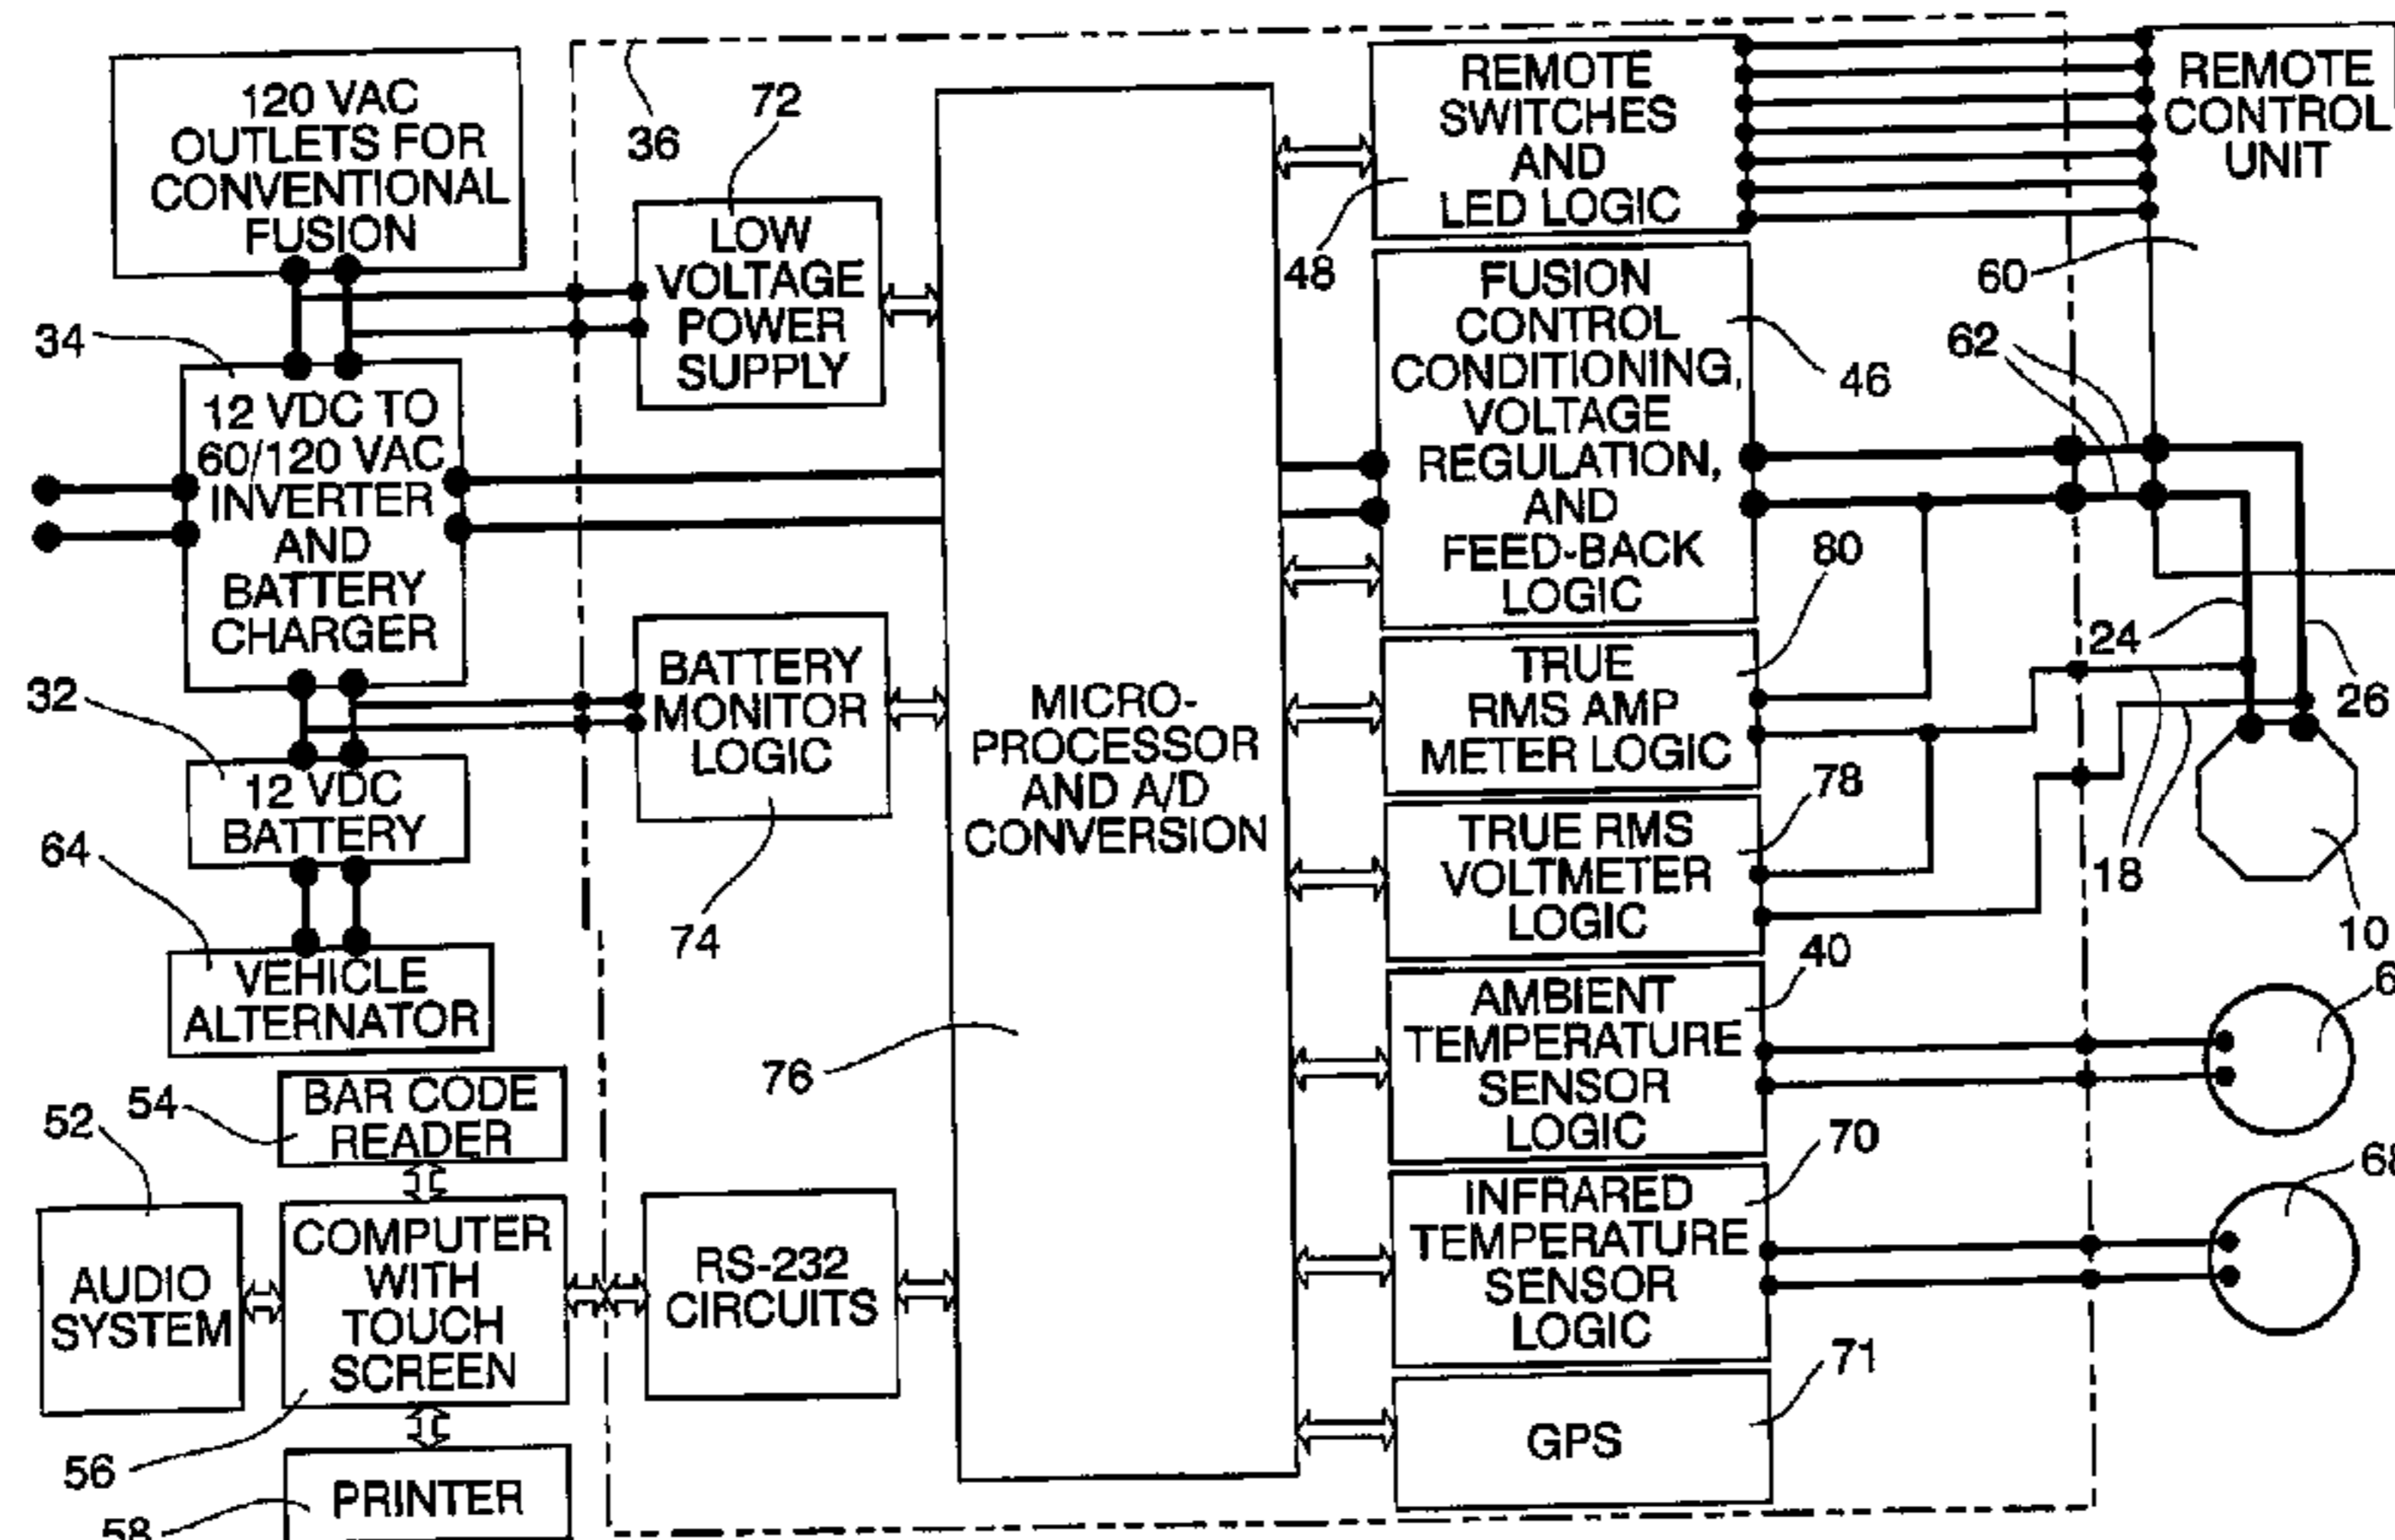 120 VAC
OUTLETS FOR
CONVENTIONAL
FUSION
36
72
LOW
VOLTAGE
POWER
SUPPLY
34
12 VDC TO
60/120 VAC
INVERTER
AND
BATTERY
CHARGER
32
12 VDC
BATTERY
64
VEHICLE
ALTERNATOR
BATTERY
MONITOR
LOGIC
74
54
BAR CODE
READER
52
AUDIO
SYSTEM
COMPUTER
WITH
TOUCH
SCREEN
56
PRINTER
58
RS-232
CIRCUITS
MICRO-
PROCESSOR
AND A/D
CONVERSION
76
REMOTE
SWITCHES
AND
LED LOGIC
48
REMOTE
CONTROL
UNIT
60
FUSION
CONTROL
CONDITIONING,
VOLTAGE
REGULATION,
AND
FEED-BACK
LOGIC
46
62
80
TRUE
RMS AMP
METER LOGIC
24
26
18
10
78
TRUE RMS
VOLTMETER
LOGIC
40
AMBIENT
TEMPERATURE
SENSOR
LOGIC
70
INFRARED
TEMPERATURE
SENSOR
LOGIC
68
71
GPS